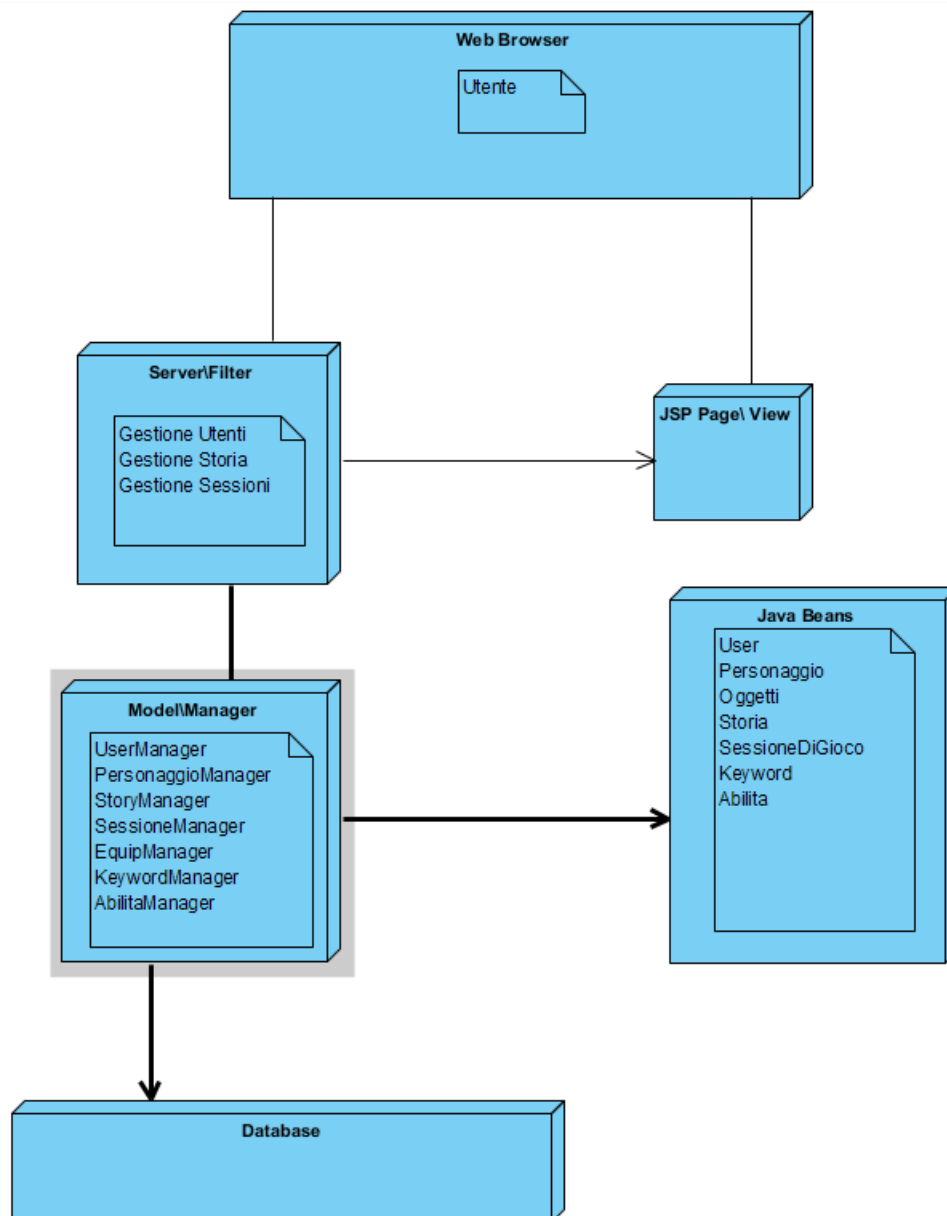 Web Browser
Utente
Server\Filter
Gestione Utenti
Gestione Storia
Gestione Sessioni
JSP Page\ View
Model\Manager
UserManager
PersonaggioManager
StoryManager
SessioneManager
EquipManager
KeywordManager
AbilitaManager
Java Beans
User
Personaggio
Oggetti
Storia
SessioneDiGioco
Keyword
Abilita
Database